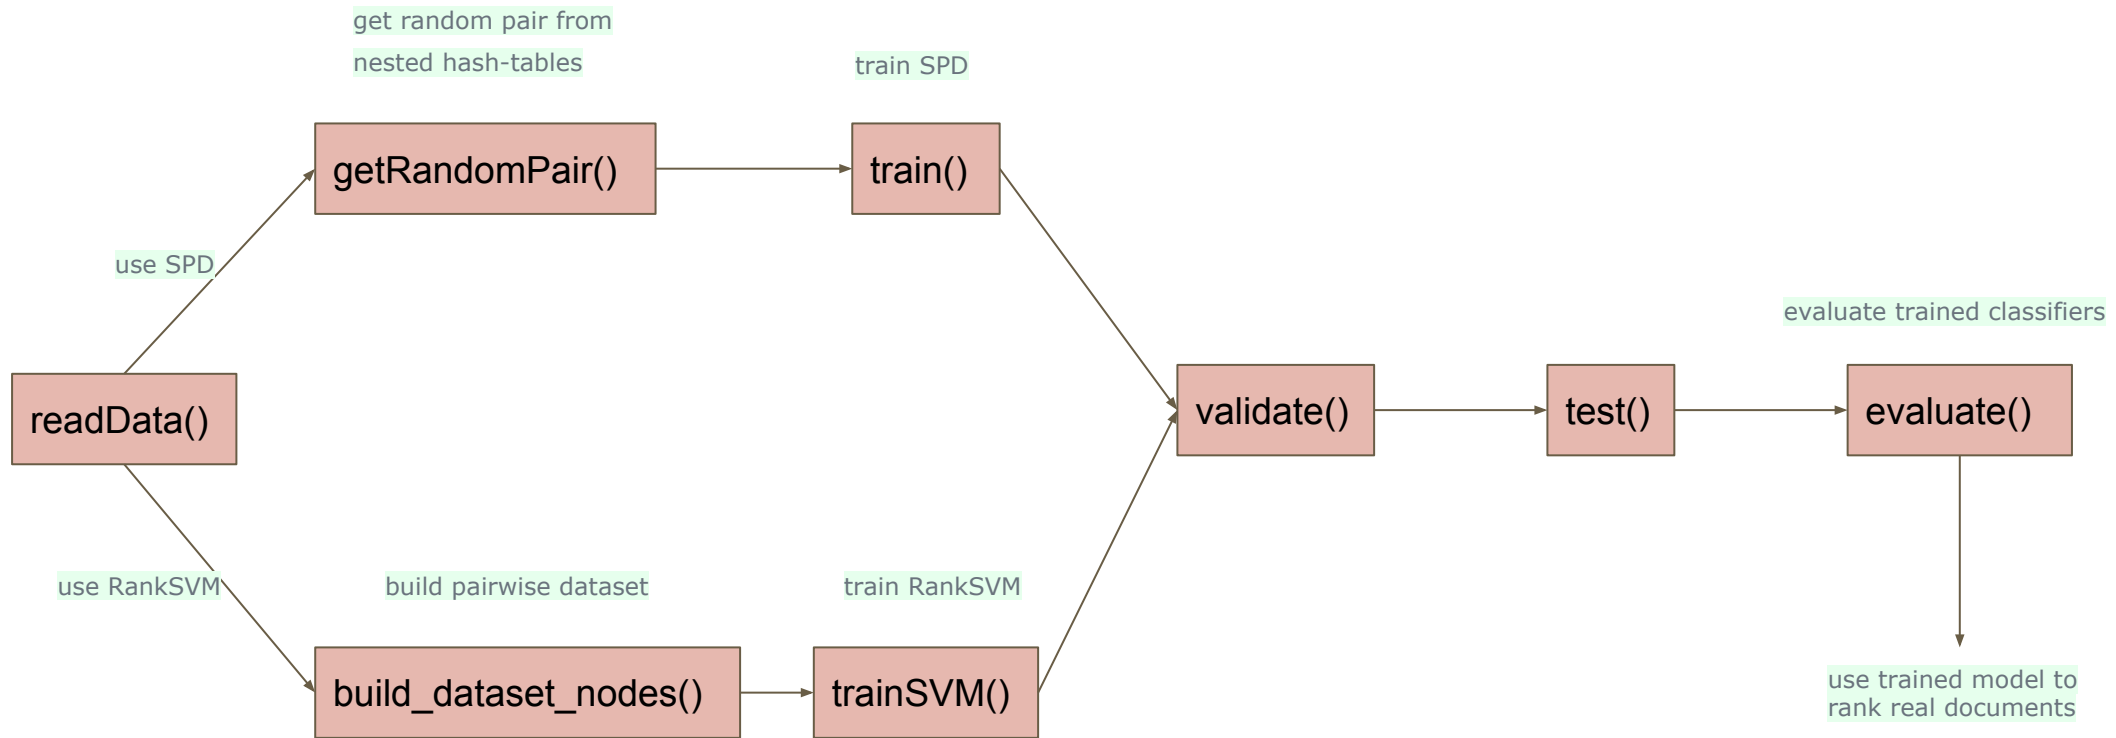 get random pair from
nested hash-tables
train SPD
getRandomPair()
train()
use SPD
evaluate trained classifiers
readData()
validate()
test()
evaluate()
use RankSVM
build pairwise dataset
train RankSVM
build_dataset_nodes()
trainSVM()
use trained model to
rank real documents